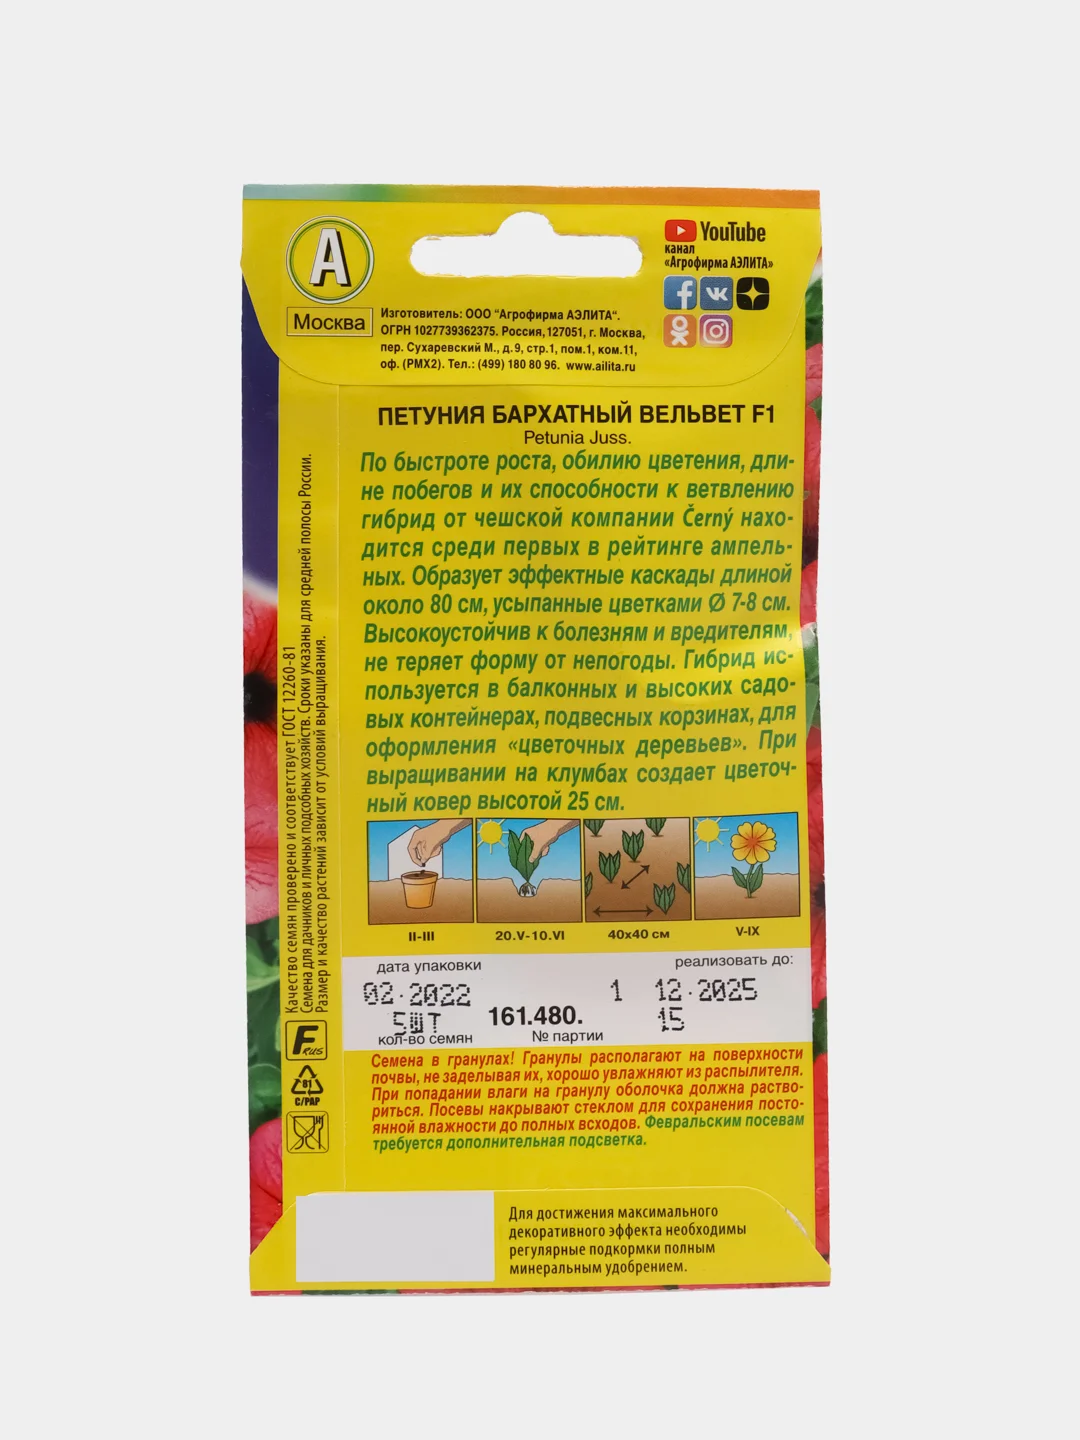 А
Москва
Изготовитель: ООО "Агрофирма АЭЛИТА".
ОГРН 1027739362375. Россия, 127051, г. Москва,
пер. Сухаревский М., д.9, стр.1, пом.1, ком.11,
оф. (РМХ2). Тел.: (499) 180 80 96. www.ailita.ru
YouTube
канал
«Агрофирма АЭЛИТА»
ПЕТУНИЯ БАРХАТНЫЙ ВЕЛЬВЕТ F1
Petunia Juss.
По быстроте роста, обилию цветения, дли-
не побегов и их способности к ветвлению
гибрид от чешской компании Černý нахо-
дится среди первых в рейтинге ампель-
ных. Образует эффектные каскады длиной
около 80 см, усыпанные цветками Ø 7-8 см.
Высокоустойчив к болезням и вредителям,
не теряет форму от непогоды. Гибрид ис-
пользуется в балконных и высоких садо-
вых контейнерах, подвесных корзинах, для
оформления «цветочных деревьев». При
выращивании на клумбах создает цветоч-
ный ковер высотой 25 см.
II-III
20.V-10.VI
40х40 см
V-IX
дата упаковки
реализовать до:
02.2022
1
12.2025
5ШТ
161.480.
15
кол-во семян
№ партии
Семена в гранулах! Гранулы располагают на поверхности
почвы, не заделывая их, хорошо увлажняют из распылителя.
При попадании влаги на гранулу оболочка должна раство-
риться. Посевы накрывают стеклом для сохранения посто-
янной влажности до полных всходов. Февральским посевам
требуется дополнительная подсветка.
Качество семян проверено и соответствует ГОСТ 12260-81
Семена для дачников и личных подсобных хозяйств. Сроки указаны для средней полосы России.
Размер и качество растений зависит от условий выращивания.
F RUS
81
C/PAP
Для достижения максимального
декоративного эффекта необходимы
регулярные подкормки полным
минеральным удобрением.